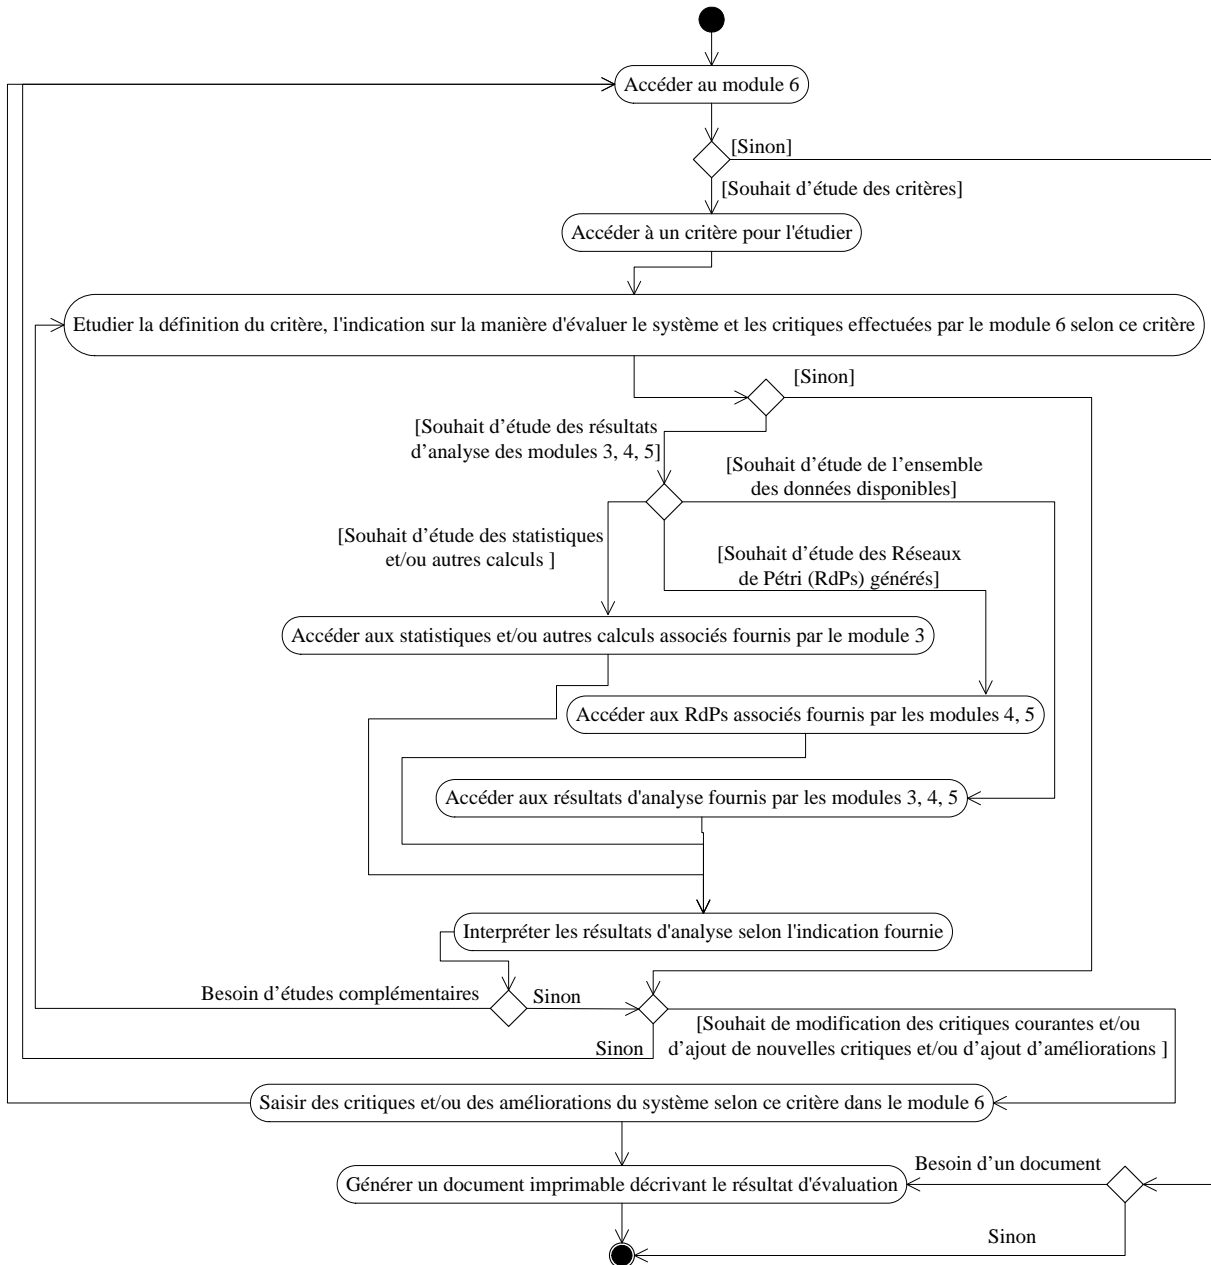 Accéder au module 6
[Sinon]
[Souhait d’étude des critères]
Accéder à un critère pour l'étudier
Etudier la définition du critère, l'indication sur la manière d'évaluer le système et les critiques effectuées par le module 6 selon ce critère
[Sinon]
[Souhait d’étude des résultats
d’analyse des modules 3, 4, 5]
[Souhait d’étude de l’ensemble
des données disponibles]
[Souhait d’étude des statistiques
et/ou autres calculs ]
[Souhait d’étude des Réseaux
de Pétri (RdPs) générés]
Accéder aux statistiques et/ou autres calculs associés fournis par le module 3
Accéder aux RdPs associés fournis par les modules 4, 5
Accéder aux résultats d'analyse fournis par les modules 3, 4, 5
Interpréter les résultats d'analyse selon l'indication fournie
Besoin d’études complémentaires
Sinon
[Souhait de modification des critiques courantes et/ou
d’ajout de nouvelles critiques et/ou d’ajout d’améliorations ]
Sinon
Saisir des critiques et/ou des améliorations du système selon ce critère dans le module 6
Besoin d’un document
Générer un document imprimable décrivant le résultat d'évaluation
Sinon